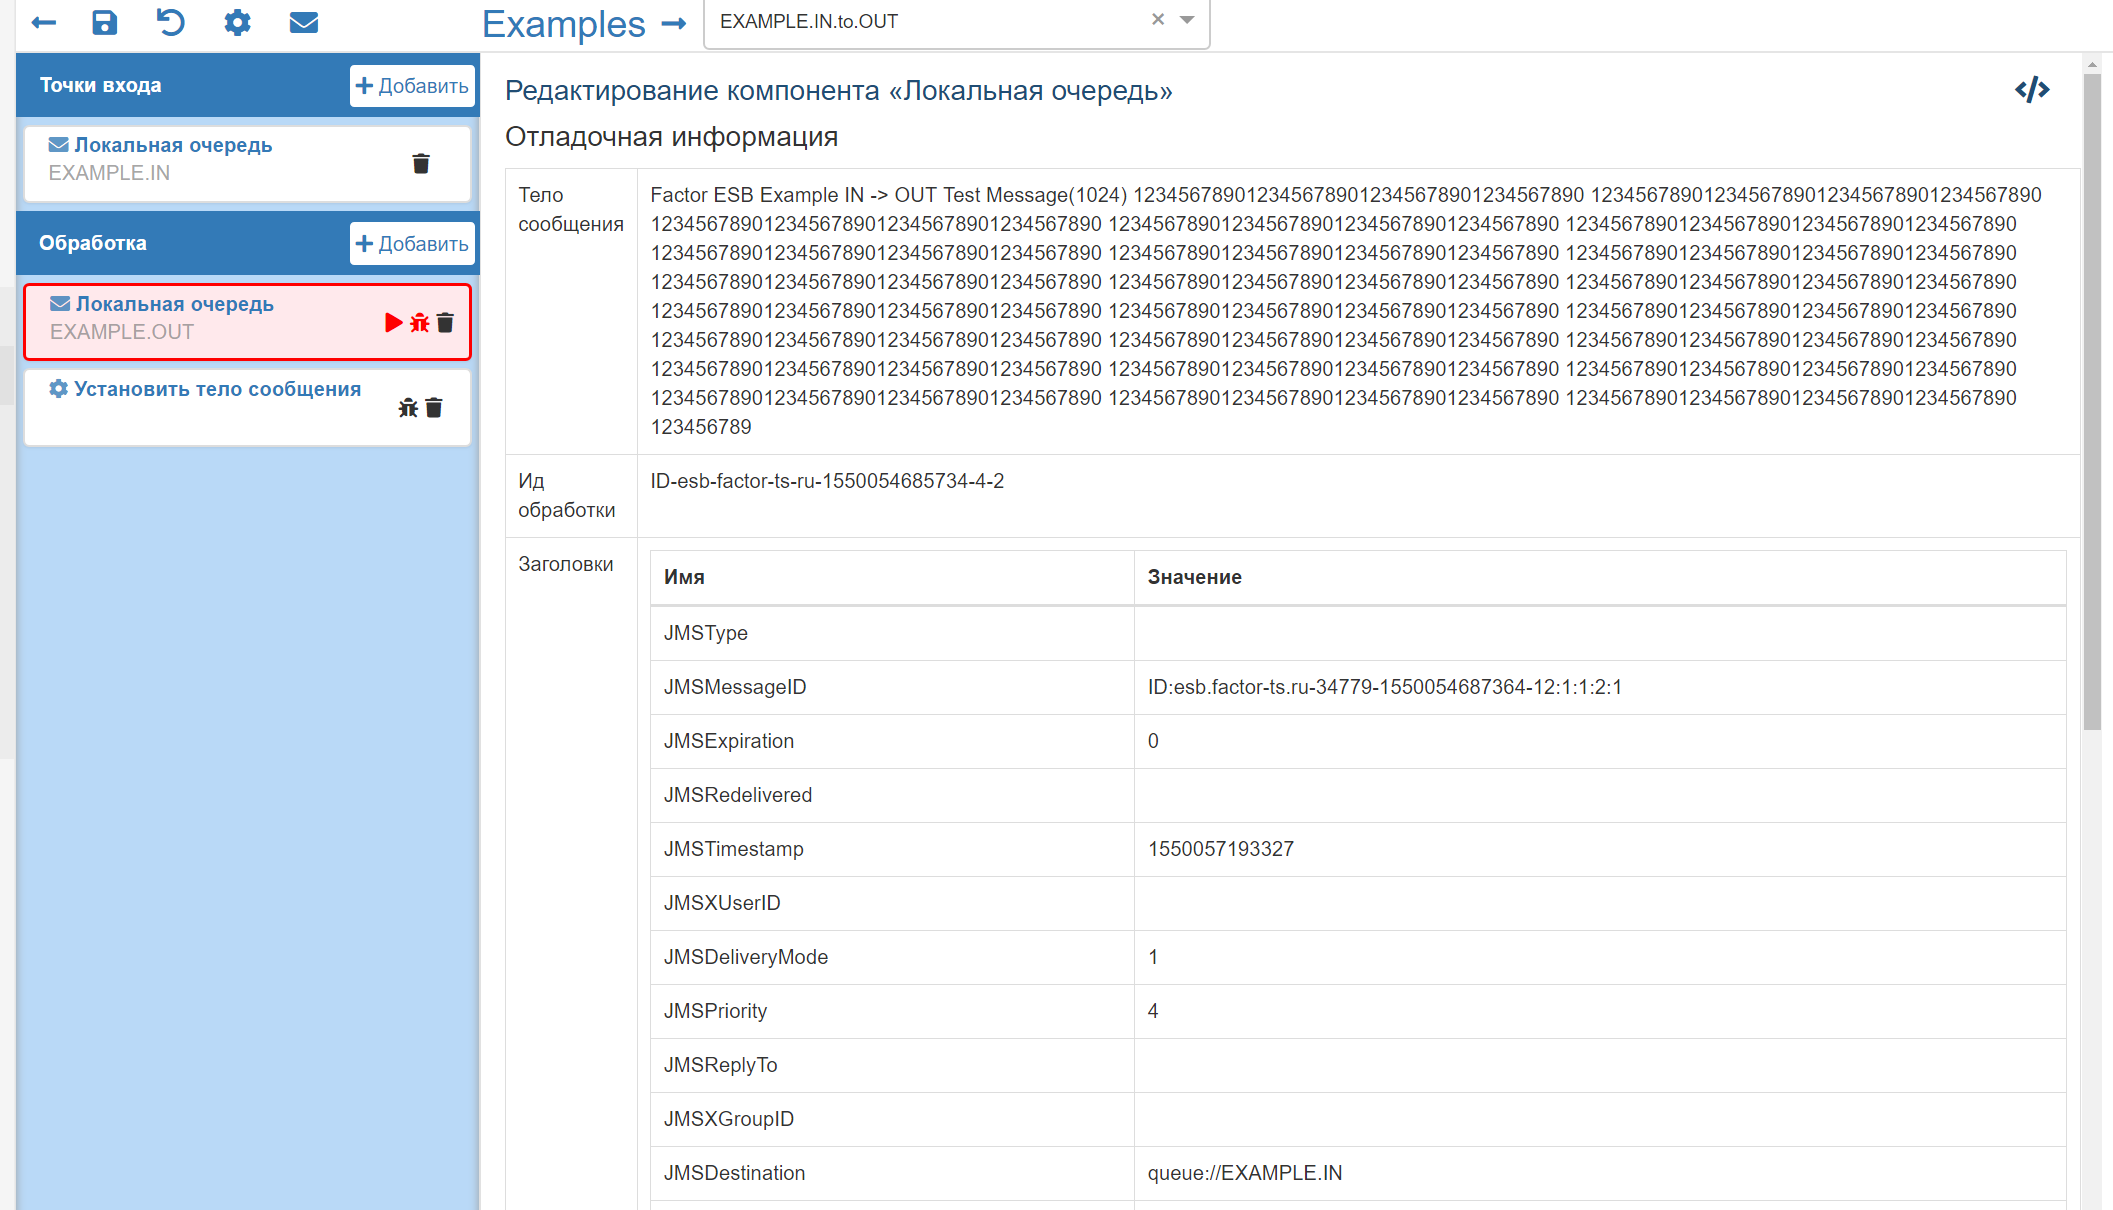 Examples
EXAMPLE.IN.to.OUT
Точки входа
Добавить
Локальная очередь
EXAMPLE.IN
Обработка
Добавить
Локальная очередь
EXAMPLE.OUT
Установить тело сообщения
Редактирование компонента «Локальная очередь»
Отладочная информация
Тело
сообщения
Factor ESB Example IN -> OUT Test Message(1024) 1234567890123456789012345678901234567890 1234567890123456789012345678901234567890
1234567890123456789012345678901234567890 1234567890123456789012345678901234567890 1234567890123456789012345678901234567890
1234567890123456789012345678901234567890 1234567890123456789012345678901234567890 1234567890123456789012345678901234567890
1234567890123456789012345678901234567890 1234567890123456789012345678901234567890 1234567890123456789012345678901234567890
1234567890123456789012345678901234567890 1234567890123456789012345678901234567890 1234567890123456789012345678901234567890
1234567890123456789012345678901234567890 1234567890123456789012345678901234567890 1234567890123456789012345678901234567890
1234567890123456789012345678901234567890 1234567890123456789012345678901234567890 1234567890123456789012345678901234567890
1234567890123456789012345678901234567890 1234567890123456789012345678901234567890 1234567890123456789012345678901234567890
123456789
Ид
обработки
ID-esb-factor-ts-ru-1550054685734-4-2
Заголовки
Имя Значение
JMSType
JMSMessageID ID:esb.factor-ts.ru-34779-1550054687364-12:1:1:2:1
JMSExpiration 0
JMSRedelivered
JMSTimestamp 1550057193327
JMSXUserID
JMSDeliveryMode 1
JMSPriority 4
JMSReplyTo
JMSXGroupID
JMSDestination queue://EXAMPLE.IN